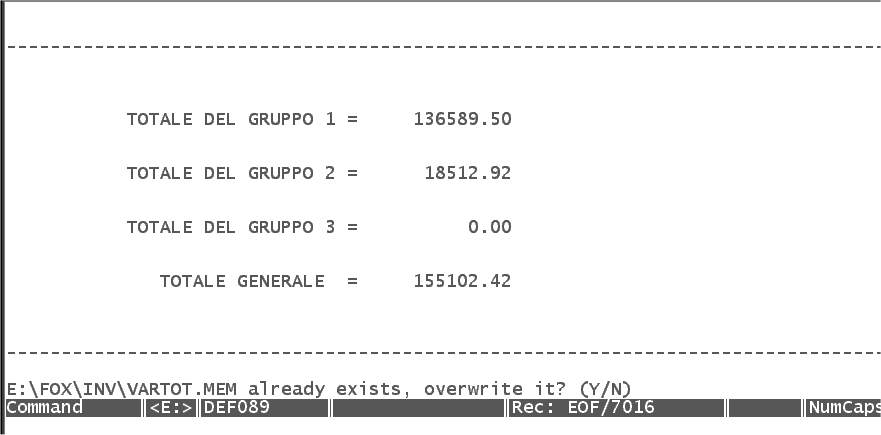 TOTALE DEL GRUPPO 1 = 136589.50
TOTALE DEL GRUPPO 2 = 18512.92
TOTALE DEL GRUPPO 3 = 0.00
TOTALE GENERALE = 155102.42
E:\FOX\INV\VARTOT.MEM already exists, overwrite it? (Y/N)
Command <E:> DEF089 Rec: EOF/7016 NumCaps